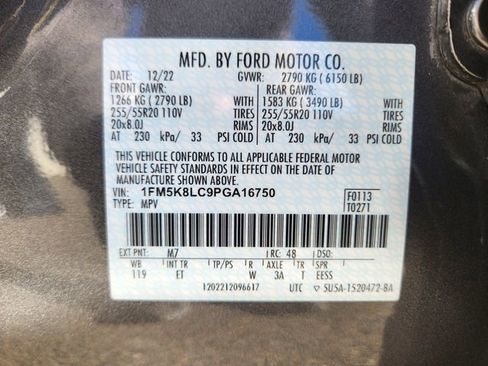 MFD. BY FORD MOTOR CO.
DATE: 12/22 GVWR: 2790 KG ( 6150 LB)
FRONT GAWR: REAR GAWR:
1266 KG ( 2790 LB) WITH 1583 KG ( 3490 LB) WITH
255/55R20 110V TIRES 255/55R20 110V TIRES
20x8.0J RIMS 20x8.0J RIMS
AT 230 kPa/ 33 PSI COLD AT 230 kPa/ 33 PSI COLD
THIS VEHICLE CONFORMS TO ALL APPLICABLE FEDERAL MOTOR
VEHICLE SAFETY STANDARDS IN EFFECT ON THE DATE OF
MANUFACTURE SHOWN ABOVE.
VIN: 1FM5K8LC9PGA16750 F0113
TYPE: MPV T0271
EXT PNT: M7 RC: 48 DSO:
WB INT TR TP/PS R AXLE TR SPR
119 ET W 3A T EESS
1202212096617 UTC ▽ 5U5A-1520472-BA